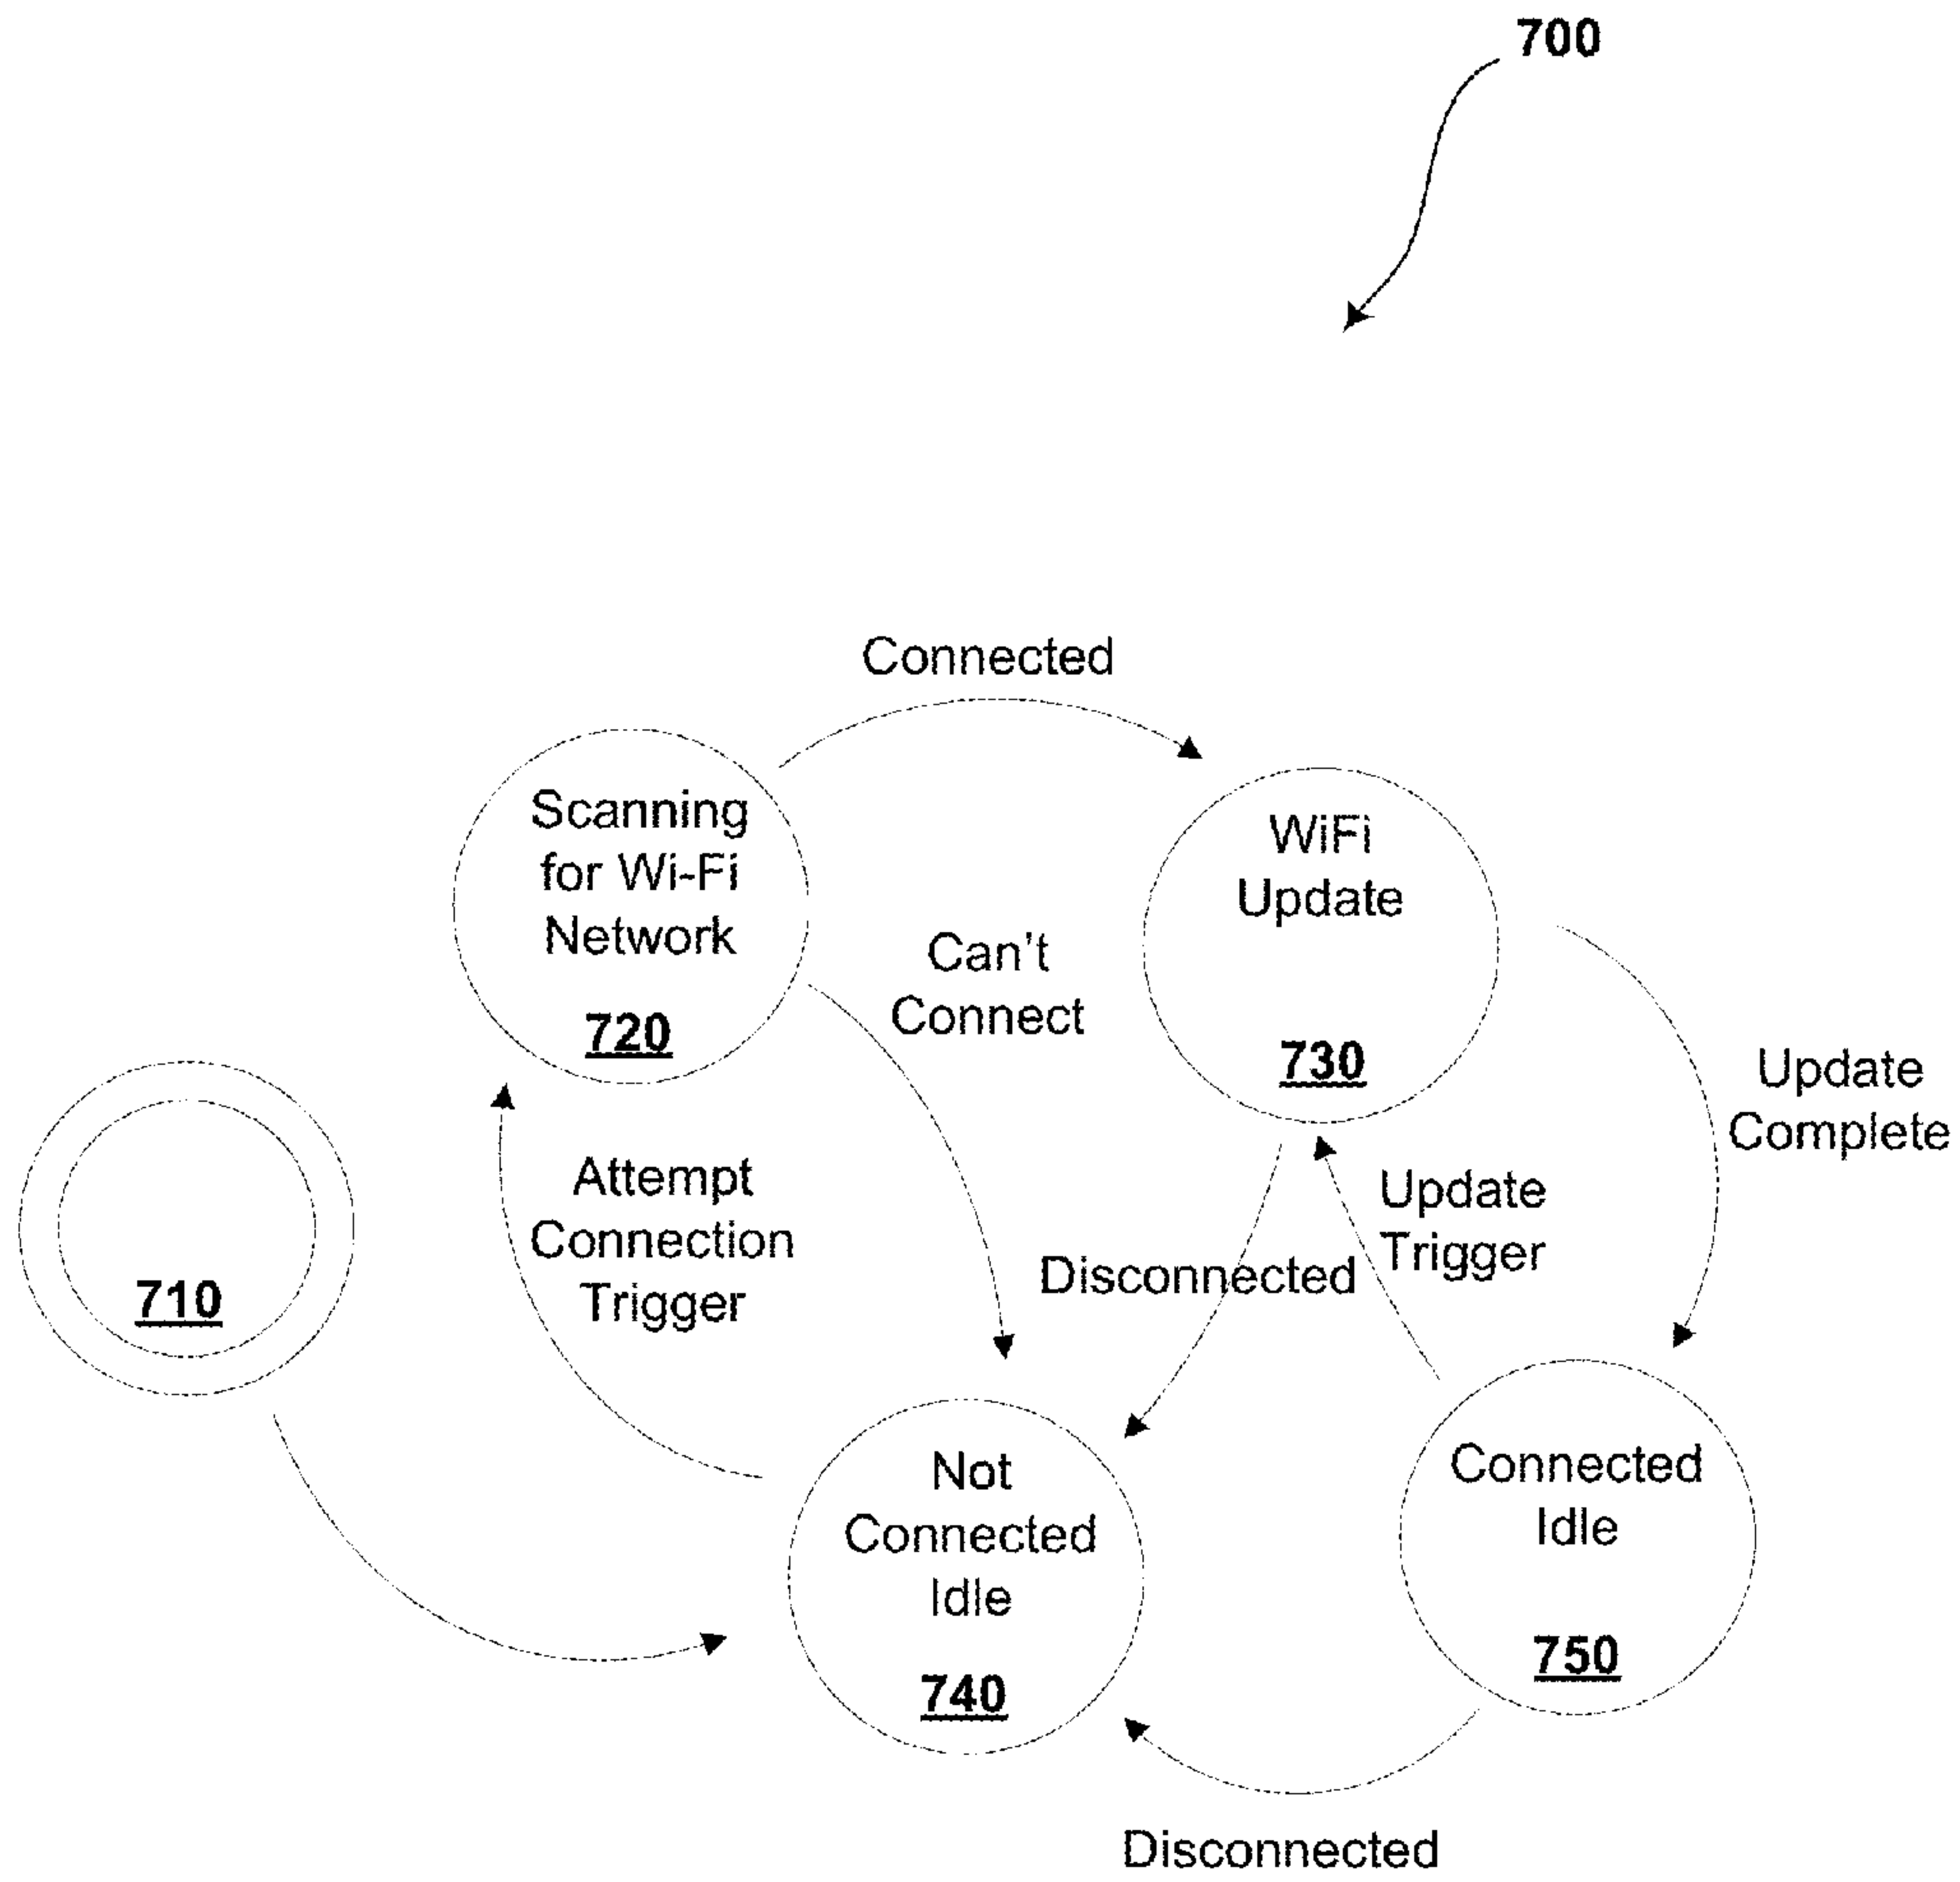 700
Connected
Scanning
for Wi-Fi
Network
720
WiFi
Update
730
Can't
Connect
Update
Complete
710
Attempt
Connection
Trigger
Disconnected
Update
Trigger
Not
Connected
Idle
740
Connected
Idle
750
Disconnected